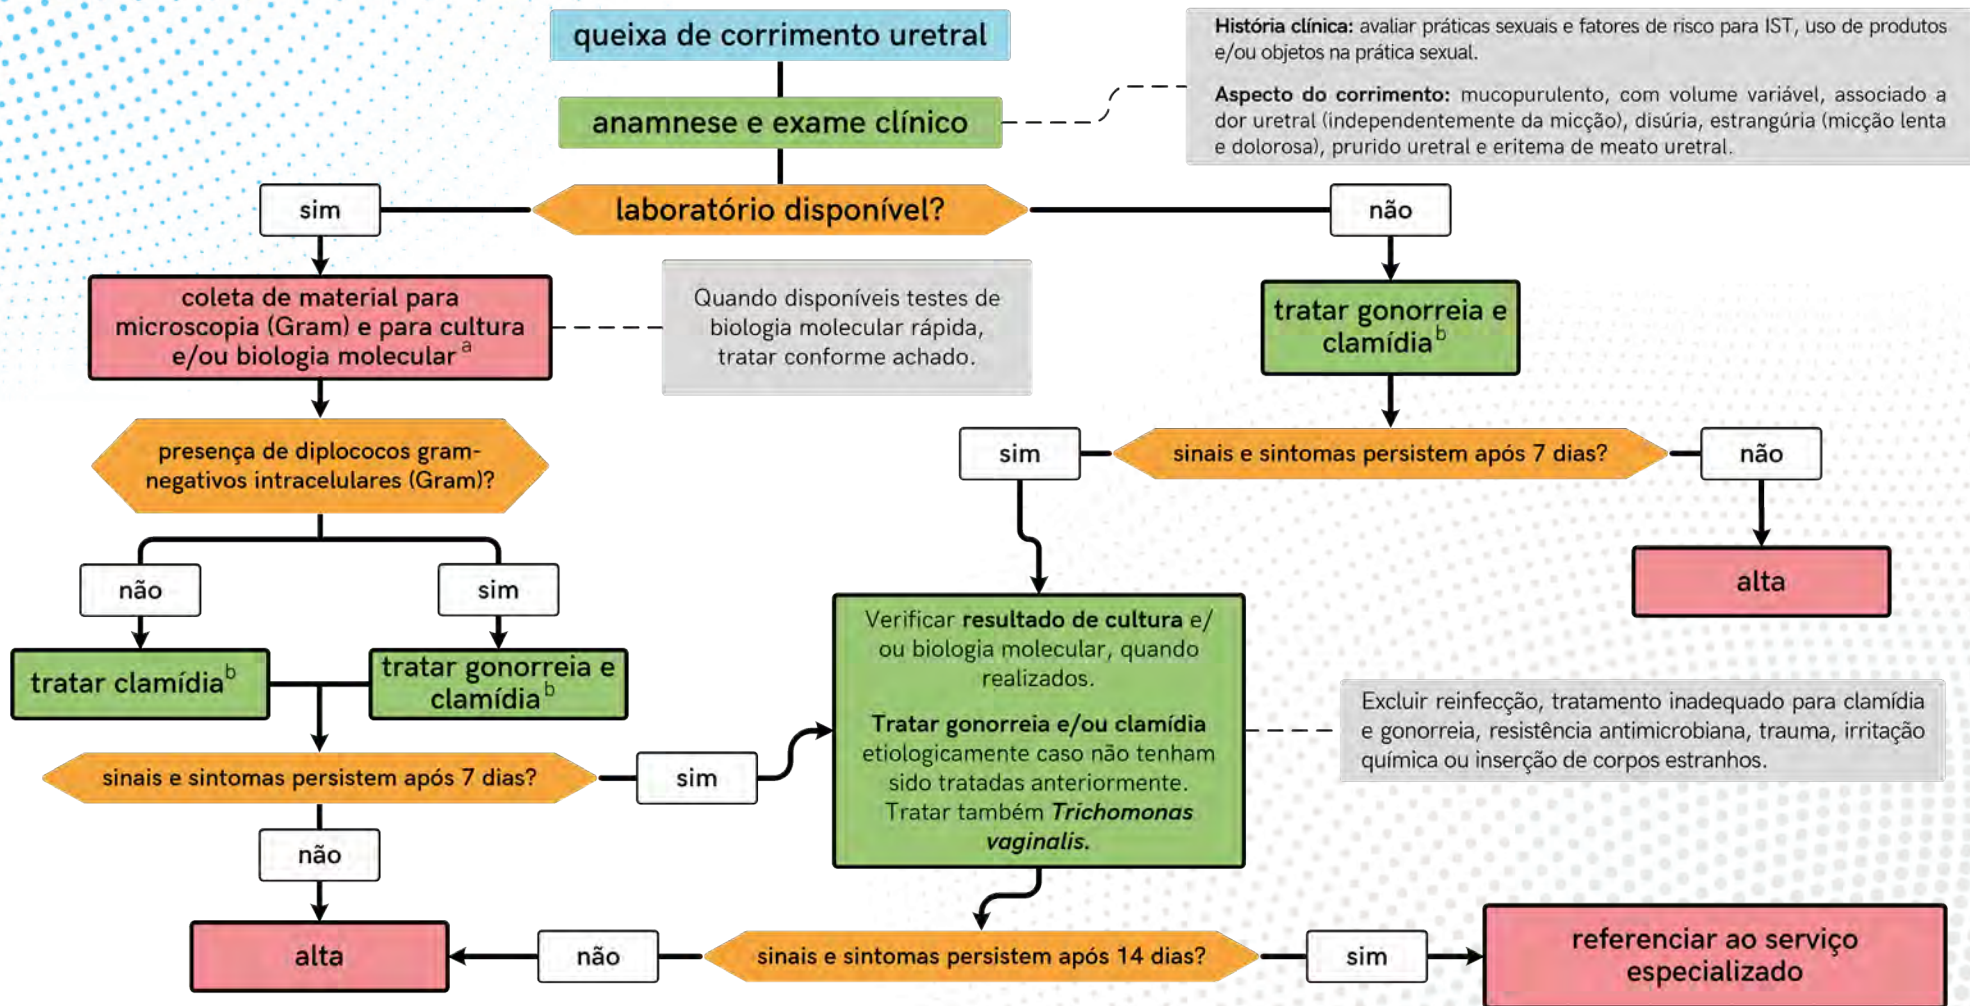 queixa de corrimento uretral
História clínica: avaliar práticas sexuais e fatores de risco para IST, uso de produtos
e/ou objetos na prática sexual.
Aspecto do corrimento: mucopurulento, com volume variável, associado a
dor uretral (independentemente da micção), disúria, estrangúria (micção lenta
e dolorosa), prurido uretral e eritema de meato uretral.
anamnese e exame clínico
laboratório disponível?
sim
não
coleta de material para
microscopia (Gram) e para cultura
e/ou biologia molecular a
Quando disponíveis testes de
biologia molecular rápida,
tratar conforme achado.
tratar gonorreia e
clamídia b
presença de diplococos gram-
negativos intracelulares (Gram)?
sim
sinais e sintomas persistem após 7 dias?
não
alta
não
sim
tratar clamídia b
tratar gonorreia e
clamídia b
Verificar resultado de cultura e/
ou biologia molecular, quando
realizados.
Tratar gonorreia e/ou clamídia
etiologicamente caso não tenham
sido tratadas anteriormente.
Tratar também Trichomonas
vaginalis.
Excluir reinfecção, tratamento inadequado para clamídia
e gonorreia, resistência antimicrobiana, trauma, irritação
química ou inserção de corpos estranhos.
sinais e sintomas persistem após 7 dias?
sim
não
alta
não
sinais e sintomas persistem após 14 dias?
sim
referenciar ao serviço
especializado